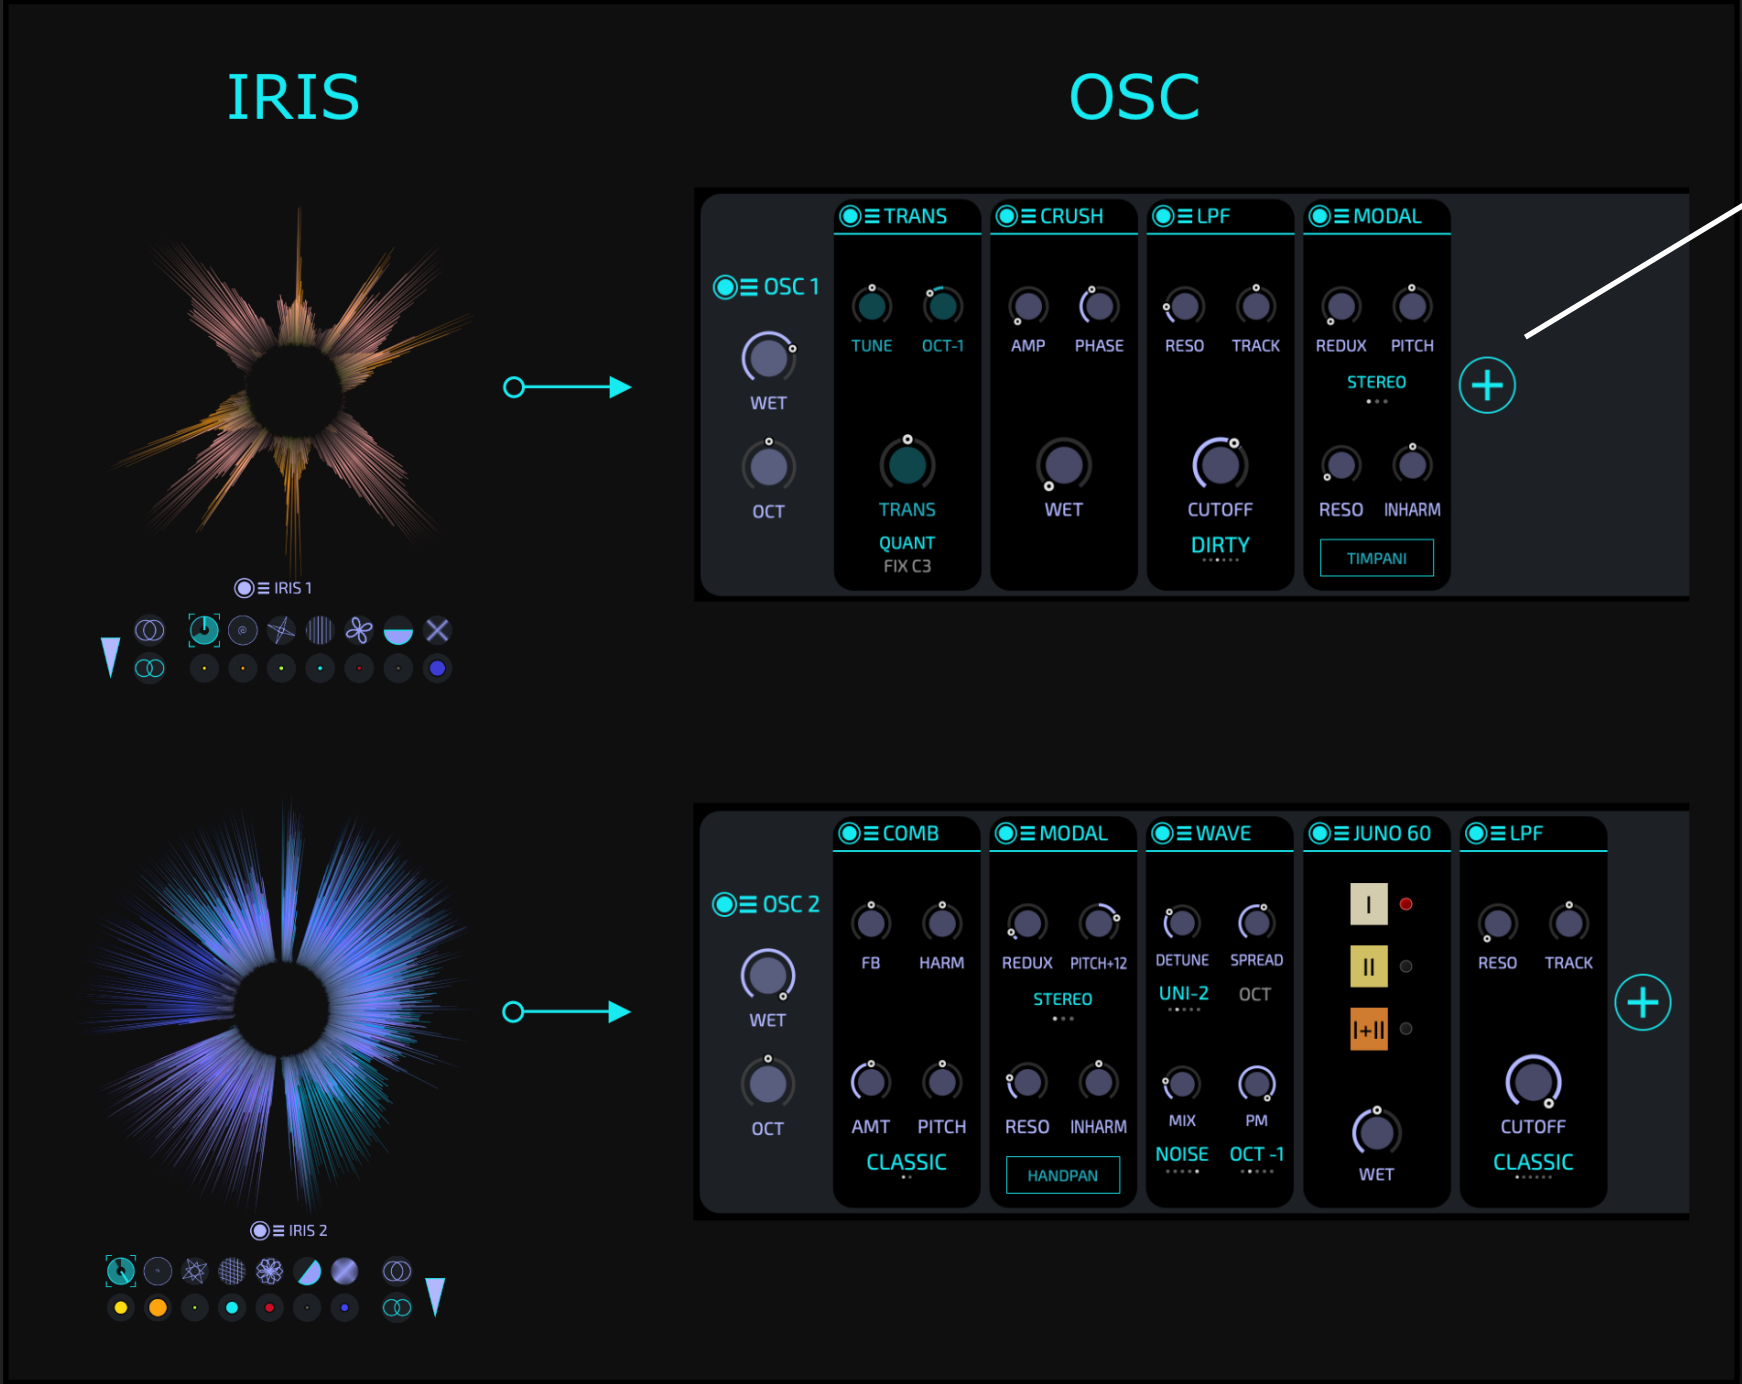 IRIS
OSC
IRIS 1
OSC 1
WET
OCT
TRANS
TUNE OCT-1
TRANS
QUANT
FIX C3
CRUSH
AMP PHASE
WET
LPF
RESO TRACK
CUTOFF
DIRTY
MODAL
REDUX PITCH
STEREO
RESO INHARM
TIMPANI
IRIS 2
OSC 2
WET
OCT
COMB
FB HARM
AMT PITCH
CLASSIC
MODAL
REDUX PITCH+12
STEREO
RESO INHARM
HANDPAN
WAVE
DETUNE SPREAD
UNI-2 OCT
MIX PM
NOISE OCT -1
JUNO 60
I
II
I+II
WET
LPF
RESO TRACK
CUTOFF
CLASSIC